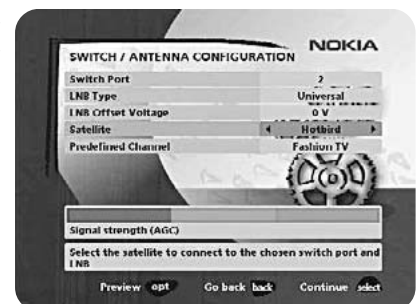 NOKIA
SWITCH / ANTENNA CONFIGURATION
Switch Port 2
LNB Type Universal
LNB Offset Voltage 0 V
Satellite Hotbird
Predefined Channel Fashion TV
Signal strength (AGC)
Select the satellite to connect to the chosen switch port and
LNB
Preview opt Go back back Continue select